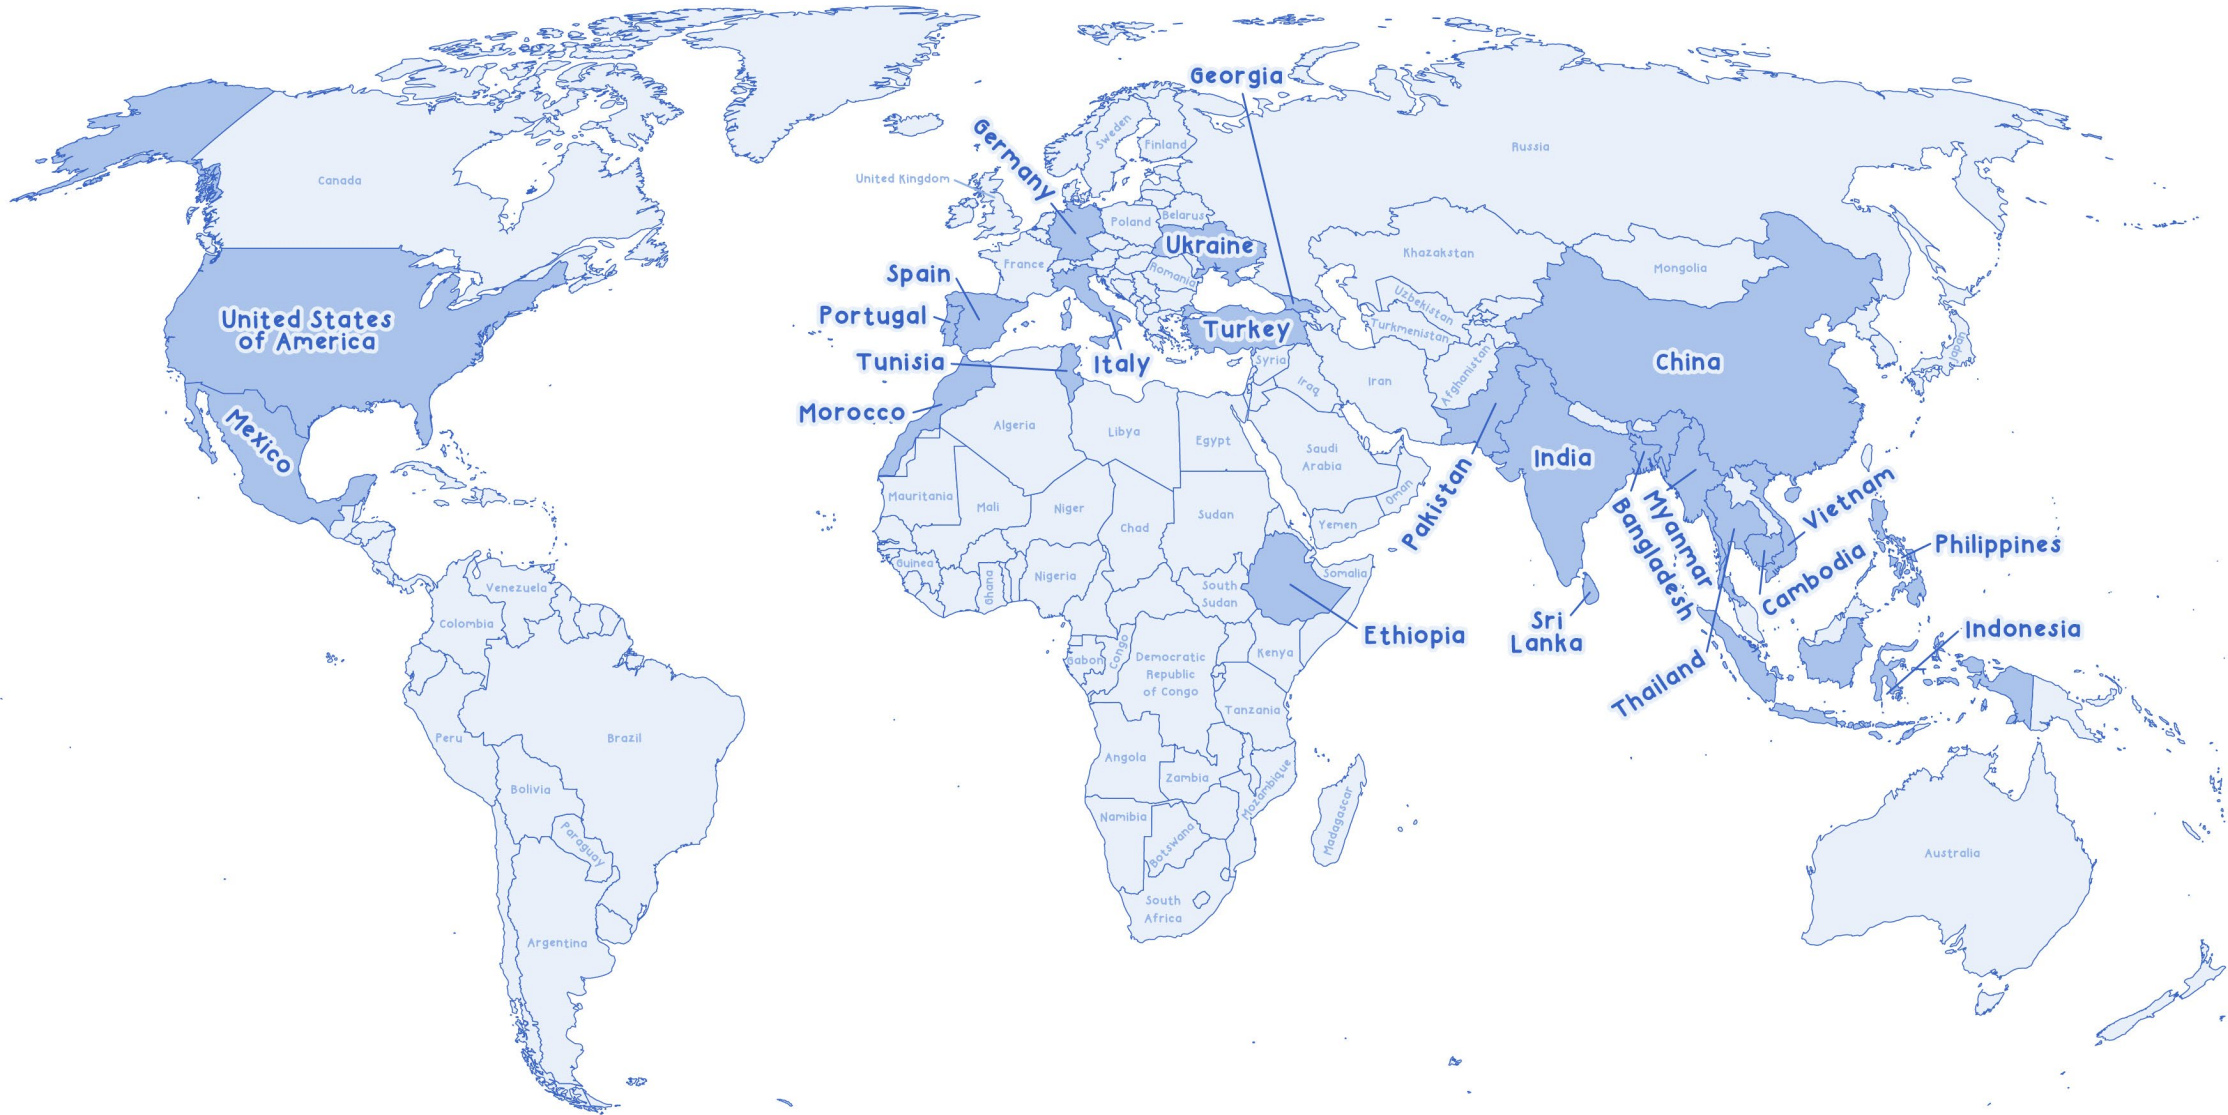 Georgia
Germany
Sweden
Finland
Russia
Canada
United Kingdom
Poland
Belarus
Ukraine
Khazakstan
Mongolia
France
Romania
Spain
Portugal
Uzbekistan
Turkmenistan
Turkey
Japan
United States
of America
Tunisia
Italy
Syria
China
Iraq
Iran
Afghanistan
Morocco
Mexico
Algeria
Libya
Egypt
Saudi
Arabia
India
Mauritania
Mali
Niger
Chad
Sudan
Oman
Yemen
Pakistan
Bangladesh
Myanmar
Vietnam
Philippines
Guinea
Ghana
Nigeria
South
Sudan
Somalia
Cambodia
Venezuela
Colombia
Ethiopia
Sri
Lanka
Indonesia
Gabon
Congo
Democratic
Republic
of Congo
Kenya
Thailand
Tanzania
Peru
Brazil
Angola
Zambia
Mozambique
Bolivia
Namibia
Botswana
Madagascar
Paraguay
Australia
South
Africa
Argentina